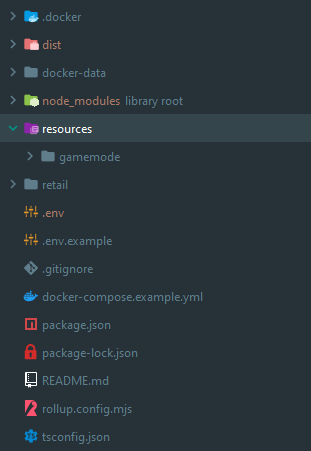 .docker
dist
docker-data
node_modules library root
resources
gamemode
retail
.env
.env.example
.gitignore
docker-compose.example.yml
package.json
package-lock.json
README.md
rollup.config.mjs
tsconfig.json